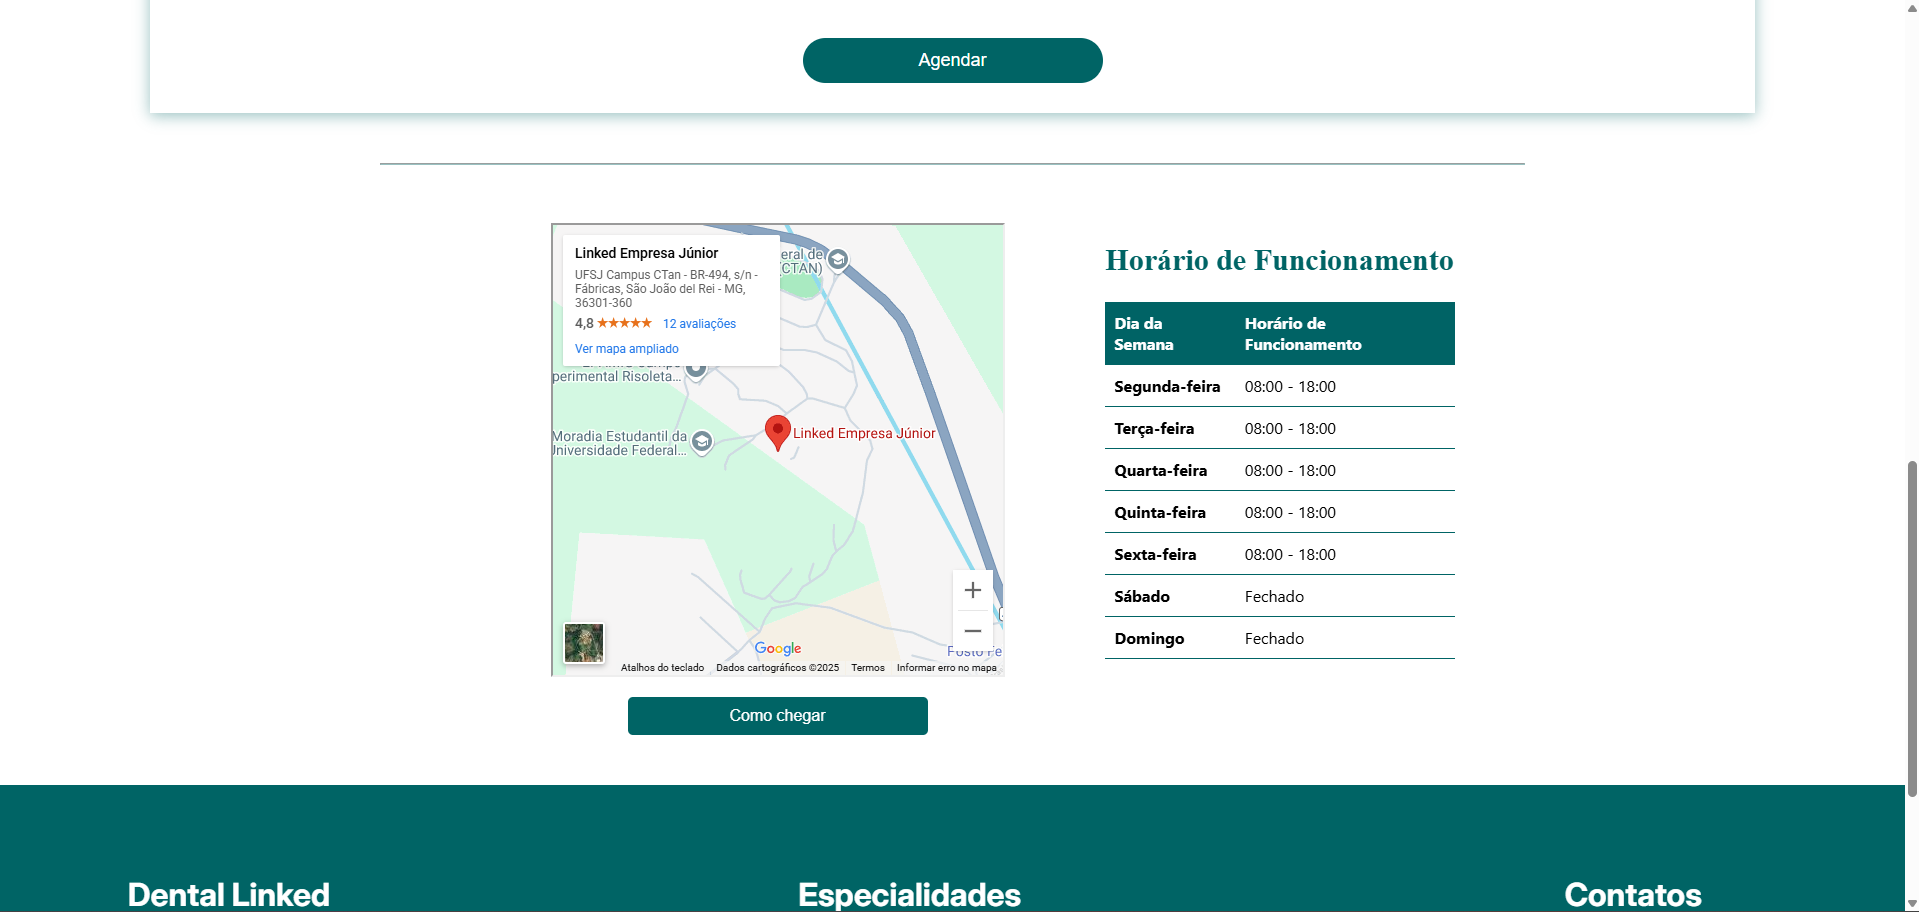 Agendar
Linked Empresa Júnior
UFSJ Campus CTan - BR-494, s/n -
Fábricas, São João del Rei - MG,
36301-360
4,8 ★★★★★ 12 avaliações
Ver mapa ampliado
eral de
(CTAN)
perimental Risoleta...
Moradia Estudantil da
Universidade Federal...
Linked Empresa Júnior
Google
Atalhos do teclado Dados cartográficos ©2025 Termos Informar erro no mapa
Como chegar
Horário de Funcionamento
Dia da Semana Horário de Funcionamento
Segunda-feira 08:00 - 18:00
Terça-feira 08:00 - 18:00
Quarta-feira 08:00 - 18:00
Quinta-feira 08:00 - 18:00
Sexta-feira 08:00 - 18:00
Sábado Fechado
Domingo Fechado
Dental Linked
Especialidades
Contatos